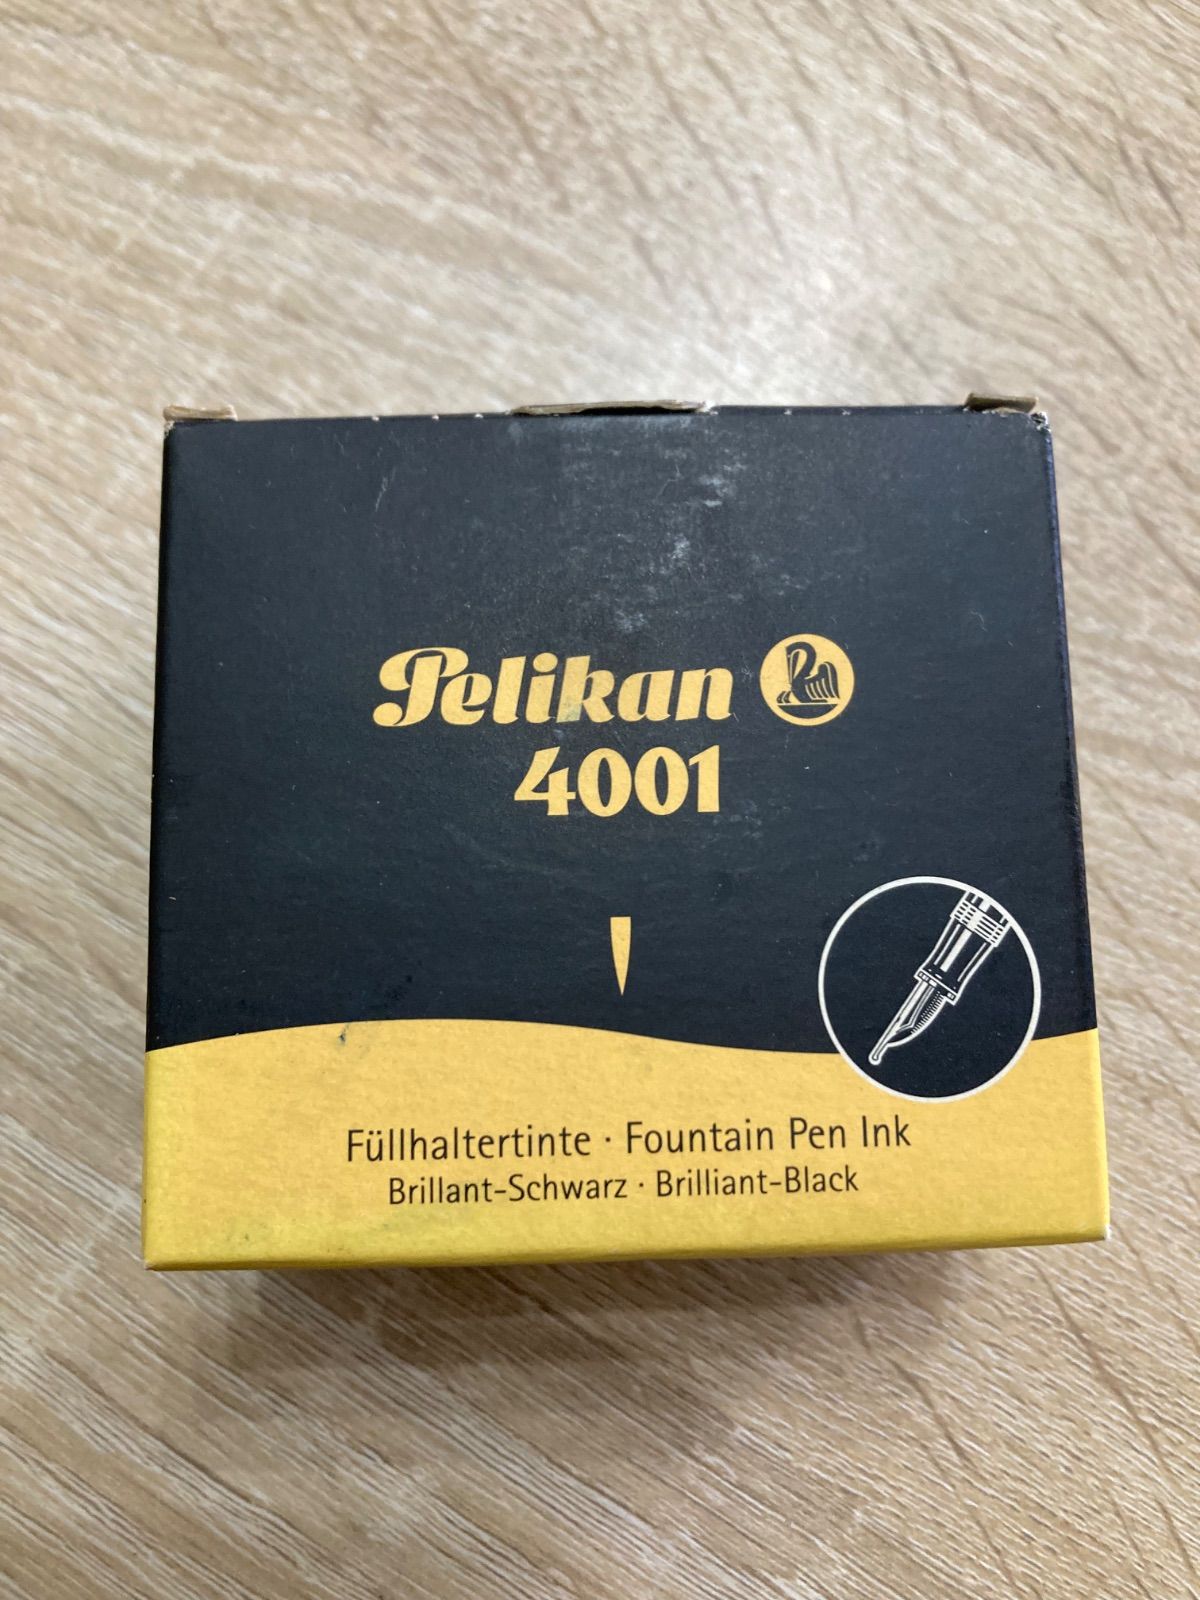 Pelikan
4001
Füllhaltertinte · Fountain Pen Ink
Brillant-Schwarz · Brilliant-Black